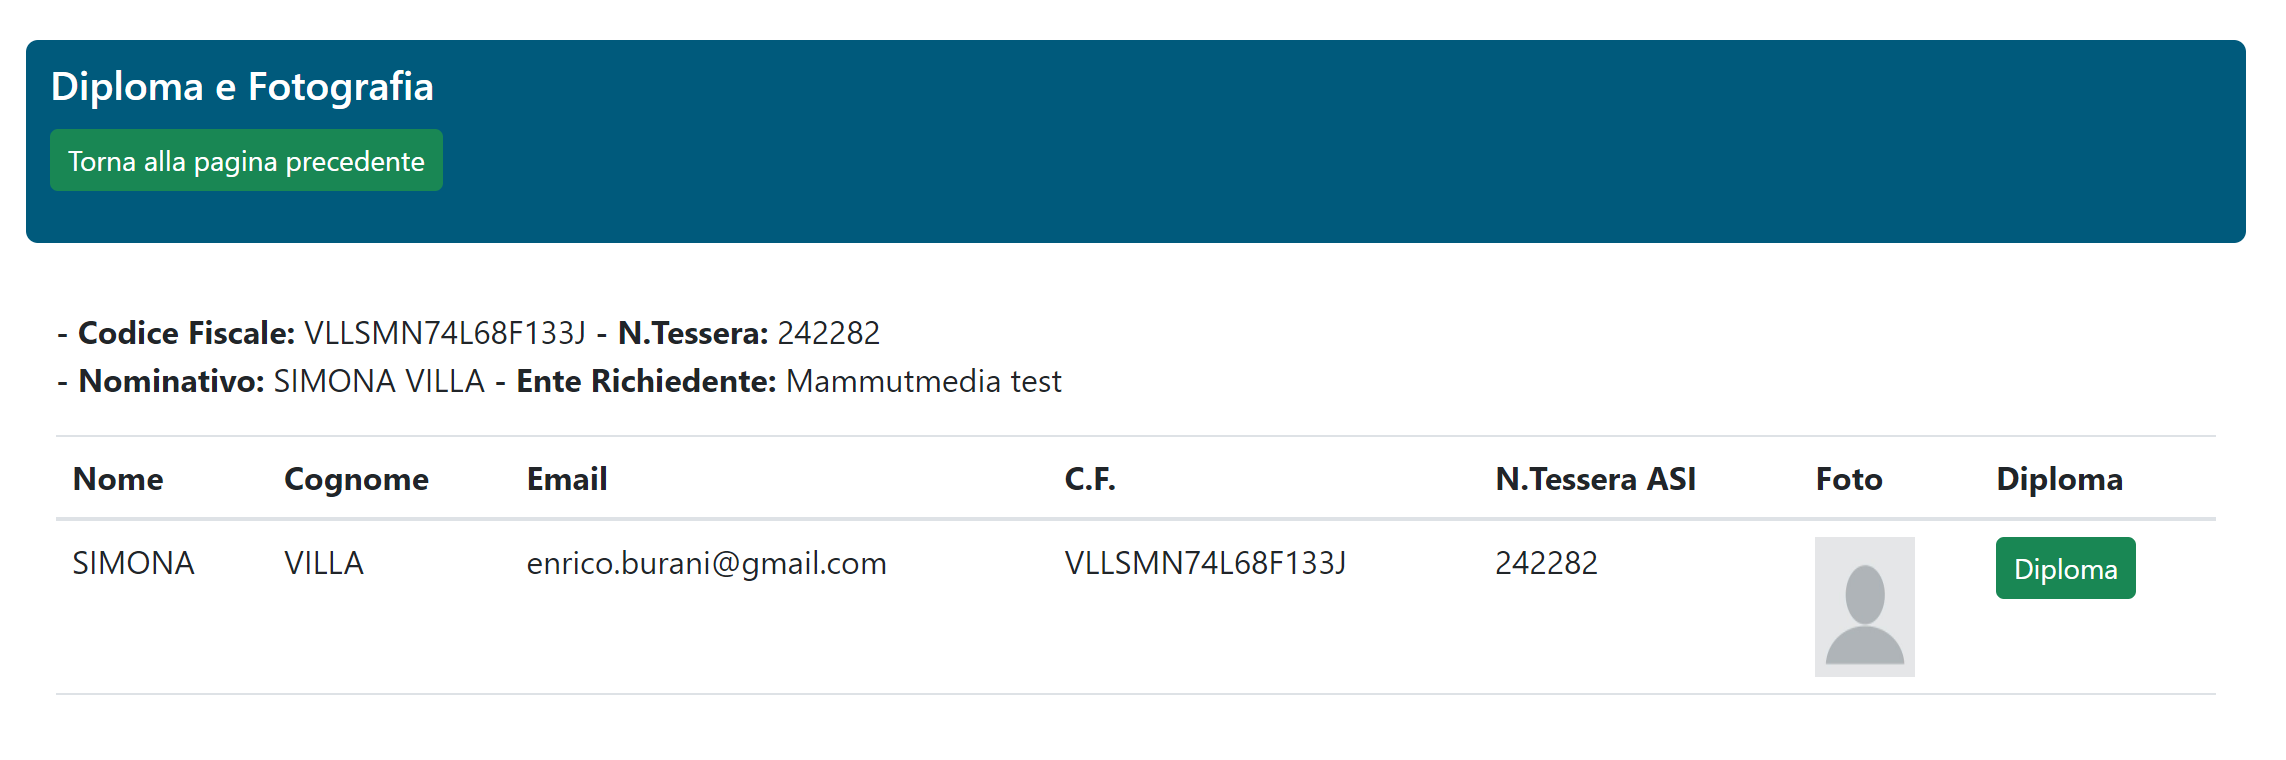 Diploma e Fotografia
Torna alla pagina precedente
- Codice Fiscale: VLLSMN74L68F133J - N.Tessera: 242282
- Nominativo: SIMONA VILLA - Ente Richiedente: Mammutmedia test
Nome Cognome Email C.F. N.Tessera ASI Foto Diploma
SIMONA VILLA enrico.burani@gmail.com VLLSMN74L68F133J 242282 Diploma